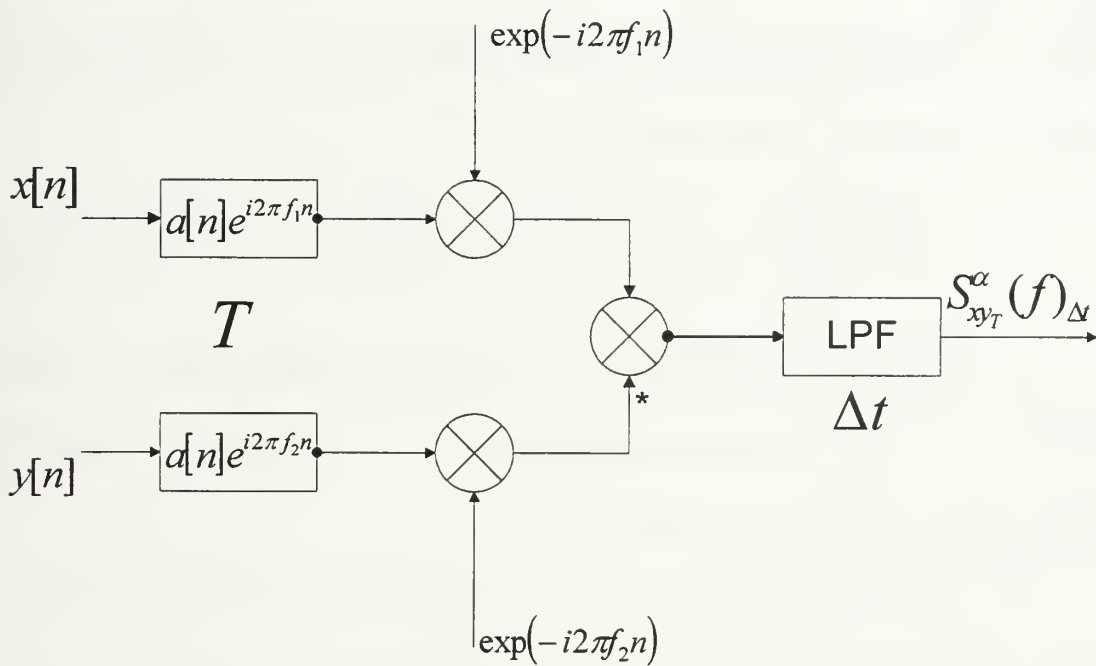 exp(−i2πf₁n)
x[n]
a[n]e^{i2πf₁n}
T
LPF
S^α_{xy_T}(f)_{Δt}
Δt
*
y[n]
a[n]e^{i2πf₂n}
exp(−i2πf₂n)